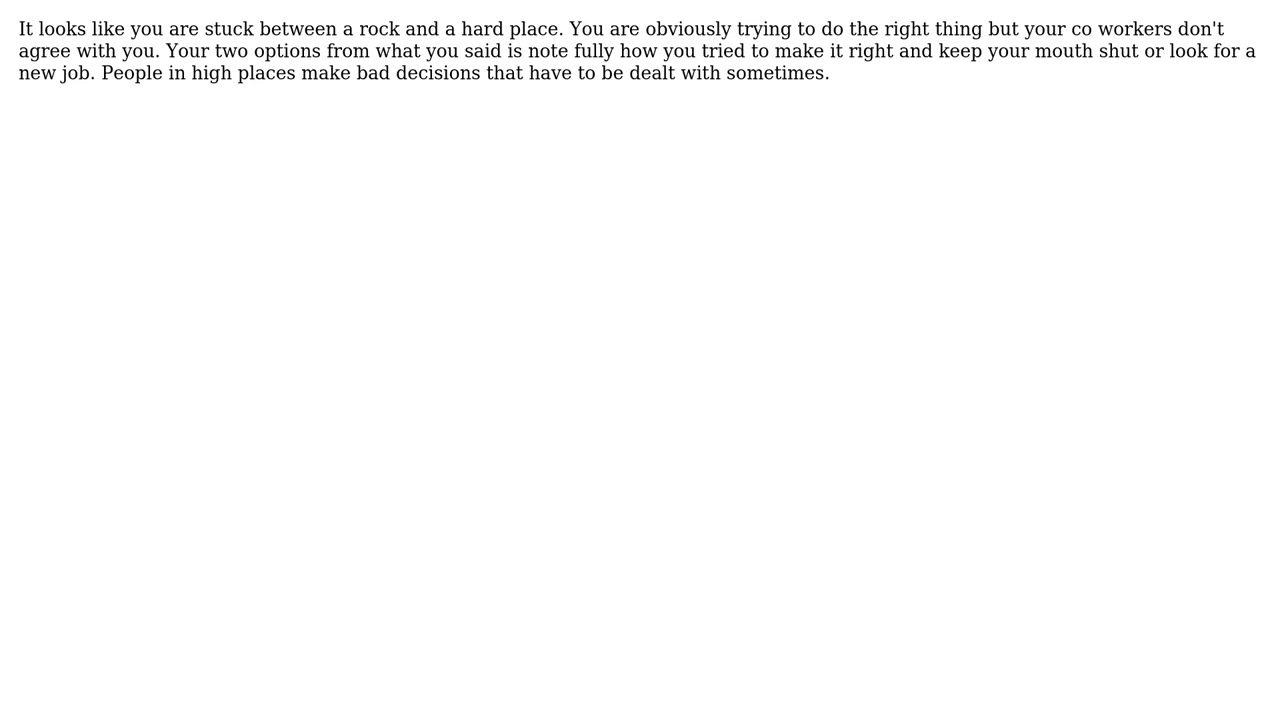 It looks like you are stuck between a rock and a hard place. You are obviously trying to do the right thing but your co workers don't
agree with you. Your two options from what you said is note fully how you tried to make it right and keep your mouth shut or look for a
new job. People in high places make bad decisions that have to be dealt with sometimes.